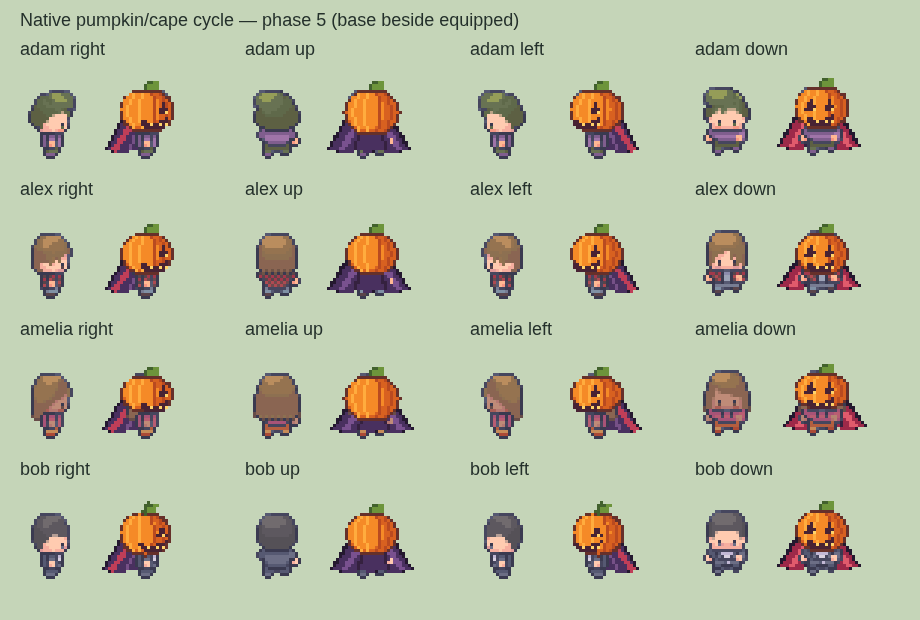 Native pumpkin/cape cycle — phase 5 (base beside equipped)
adam right
adam up
adam left
adam down
alex right
alex up
alex left
alex down
amelia right
amelia up
amelia left
amelia down
bob right
bob up
bob left
bob down